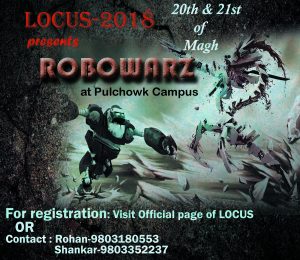 LOCUS-2018
presents
20th & 21st
of
Magh
ROBOWARZ
at Pulchowk Campus
For registration: Visit Official page of LOCUS
OR
Contact : Rohan-9803180553
Shankar-9803352237